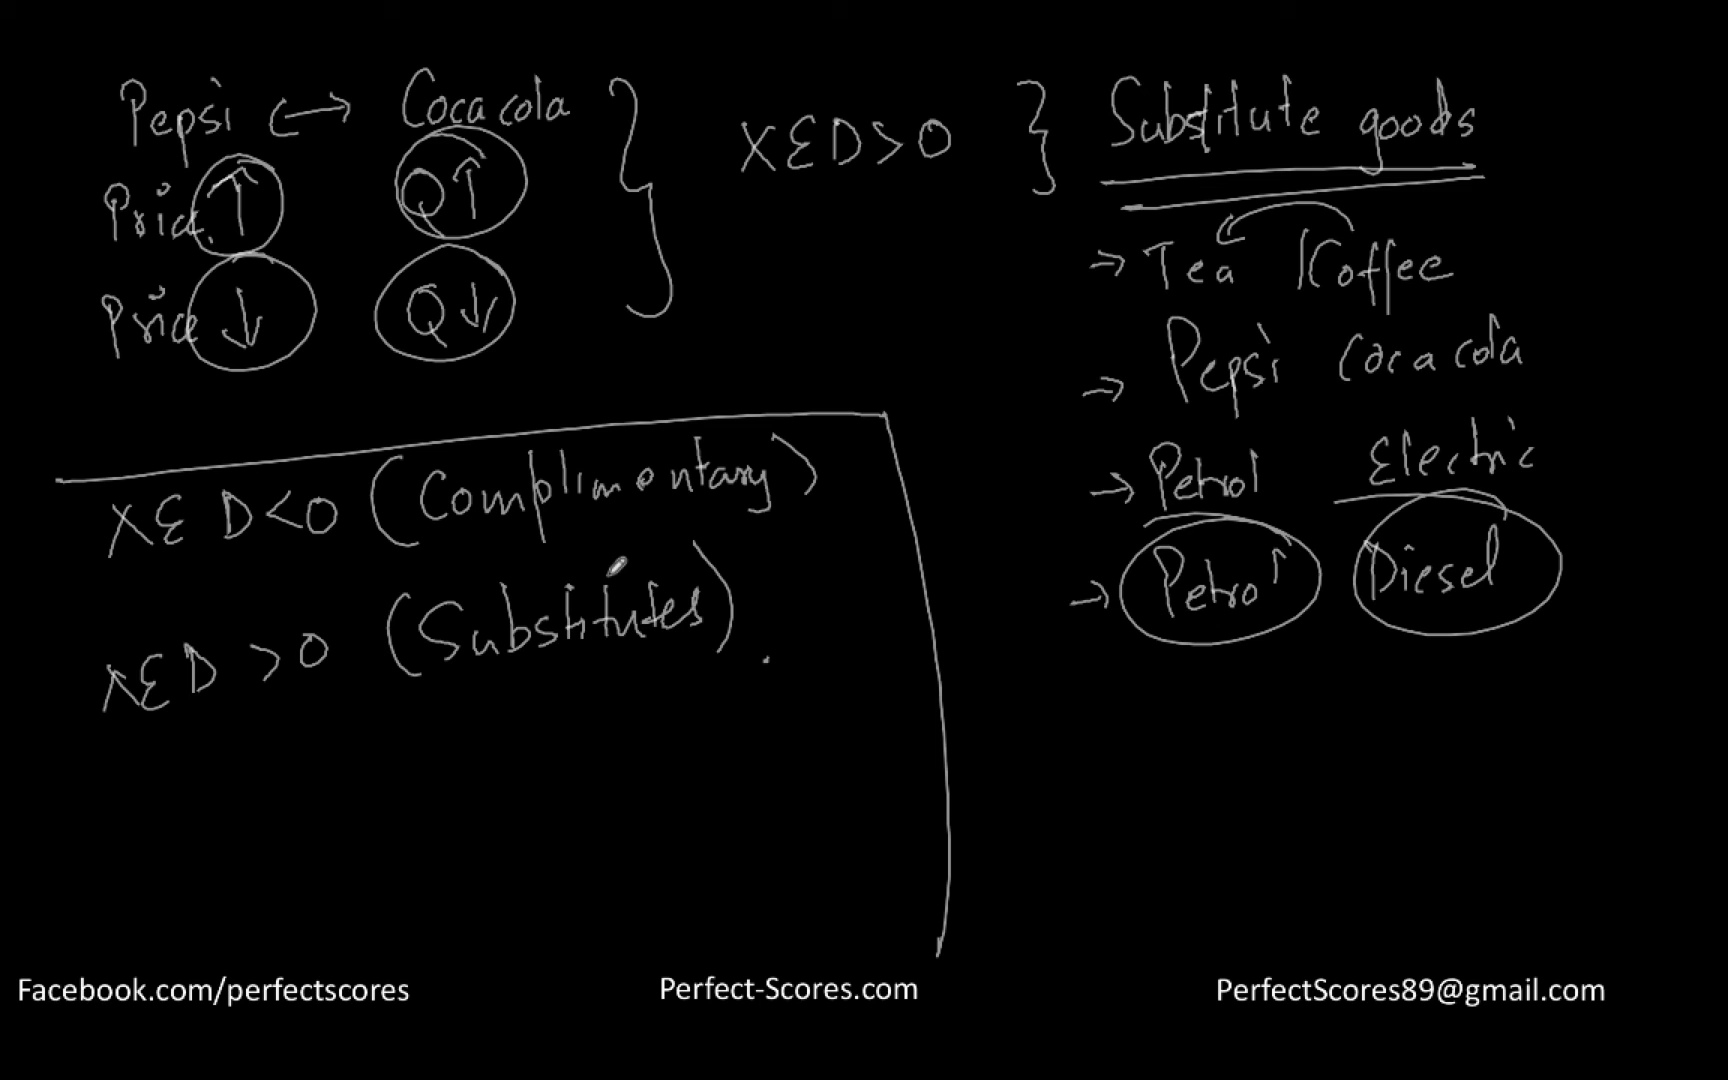 Pepsi ↔ Coca cola } XED>0 } Substitute goods
Price ↑ Q↑
Price ↓ Q↓
→ Tea / Coffee
→ Pepsi Coca cola
→ Petrol Electric
→ Petrol Diesel
XED<0 (Complimentary)
XED >0 (Substitutes).
Facebook.com/perfectscores
Perfect-Scores.com
PerfectScores89@gmail.com